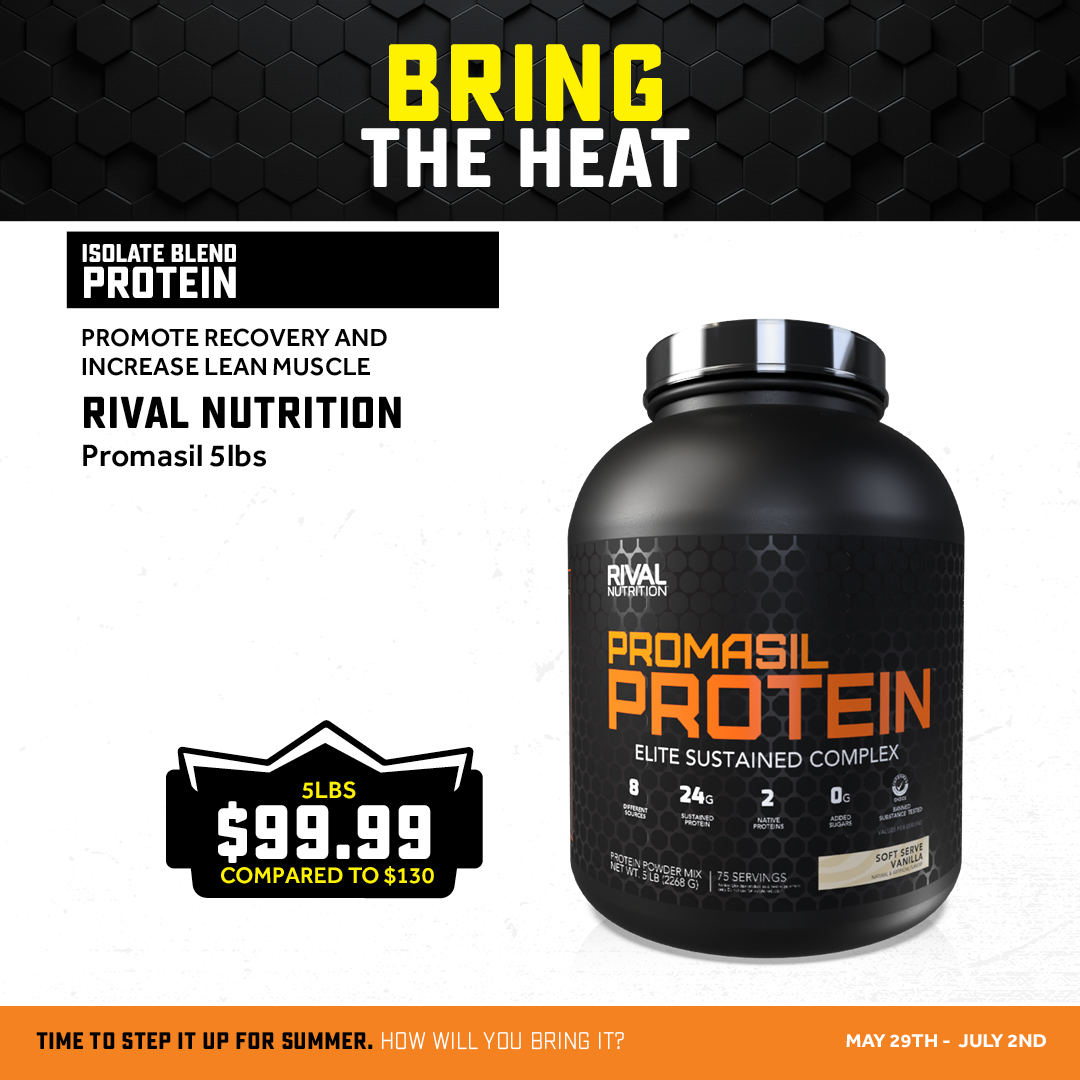 BRING
THE HEAT
ISOLATE BLEND
PROTEIN
PROMOTE RECOVERY AND
INCREASE LEAN MUSCLE
RIVAL NUTRITION
Promasil 5lbs
5LBS
$99.99
COMPARED TO $130
RIVAL
NUTRITION
PROMASIL
PROTEIN
ELITE SUSTAINED COMPLEX
8
DIFFERENT
SOURCES
24G
SUSTAINED
PROTEIN
2
NATIVE
PROTEINS
0G
ADDED
SUGARS
BANNED
SUBSTANCE TESTED
VALUES PER SERVING
SOFT SERVE
VANILLA
PROTEIN POWDER MIX
NET WT. 5 LB (2268 G)
75 SERVINGS
TIME TO STEP IT UP FOR SUMMER. HOW WILL YOU BRING IT?
MAY 29TH - JULY 2ND